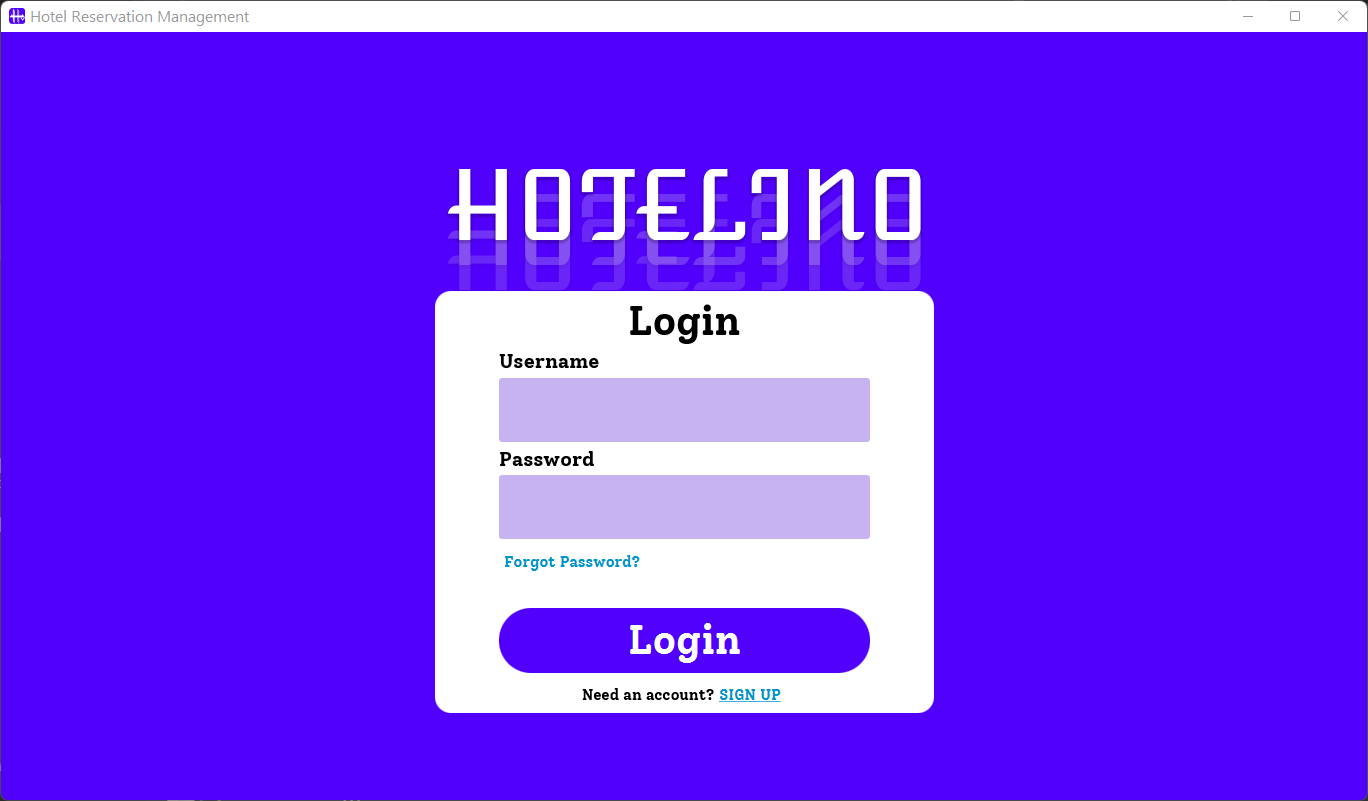 Hotel Reservation Management
HOTELINO
Login
Username
Password
Forgot Password?
Login
Need an account? SIGN UP